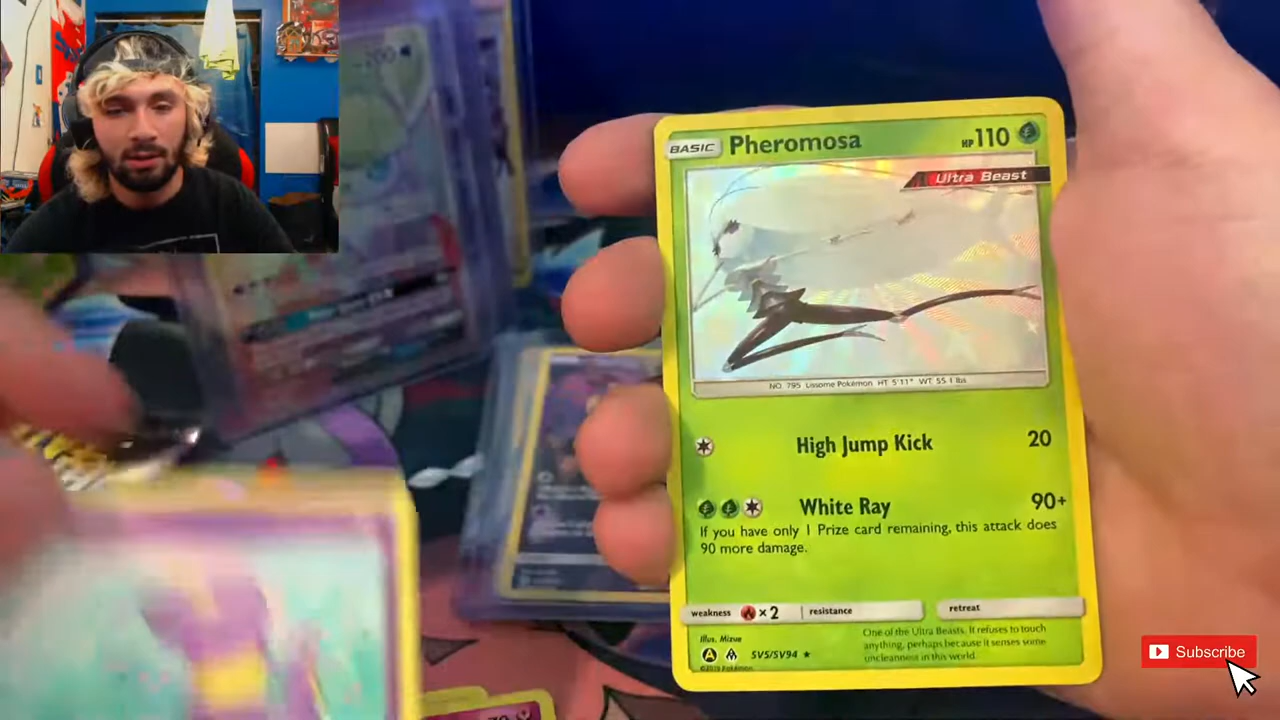 BASIC Pheromosa HP 110
Ultra Beast
NO. 795 Lissome Pokémon HT 5'11" WT 55.1 lbs
High Jump Kick 20
White Ray 90+
If you have only 1 Prize card remaining, this attack does
90 more damage.
weakness ×2 resistance retreat
Illus. Mizue
A SV5/SV94
©2019 Pokémon
One of the Ultra Beasts. It refuses to touch
anything, perhaps because it senses some
uncleanness in this world.
Subscribe